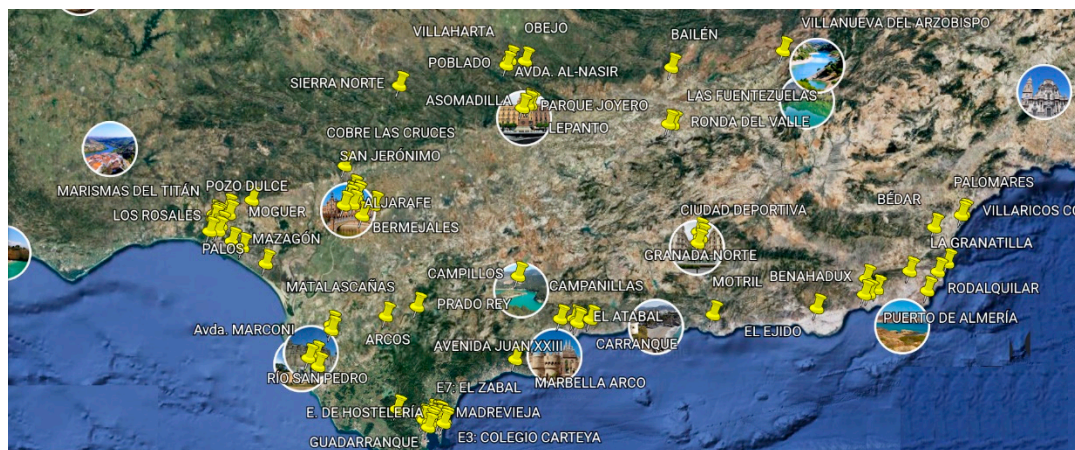 VILLAHARTA
OBEJO
VILLANUEVA DEL ARZOBISPO
BAILÉN
POBLADO
AVDA. AL-NASIR
SIERRA NORTE
ASOMADILLA
PARQUE JOYERO
LAS FUENTEZUELAS
LEPANTO
RONDA DEL VALLE
COBRE LAS CRUCES
SAN JERÓNIMO
MARISMAS DEL TITÁN
POZO DULCE
PALOMARES
BÉDAR
LOS ROSALES
MOGUER
ALJARAFE
CIUDAD DEPORTIVA
VILLARICOS CO
BERMEJALES
PALOS
MAZAGÓN
GRANADA-NORTE
LA GRANATILLA
CAMPILLOS
CAMPANILLAS
MOTRIL
BENAHADUX
MATALASCAÑAS
RODALQUILAR
PRADO REY
EL ATABAL
PUERTO DE ALMERÍA
Avda. MARCONI
ARCOS
AVENIDA JUAN XXIII
CARRANQUE
EL EJIDO
RÍO SAN PEDRO
MARBELLA ARCO
E7: EL ZABAL
E. DE HOSTELERÍA
MADREVIEJA
GUADARRANQUE
E3: COLEGIO CARTEYA